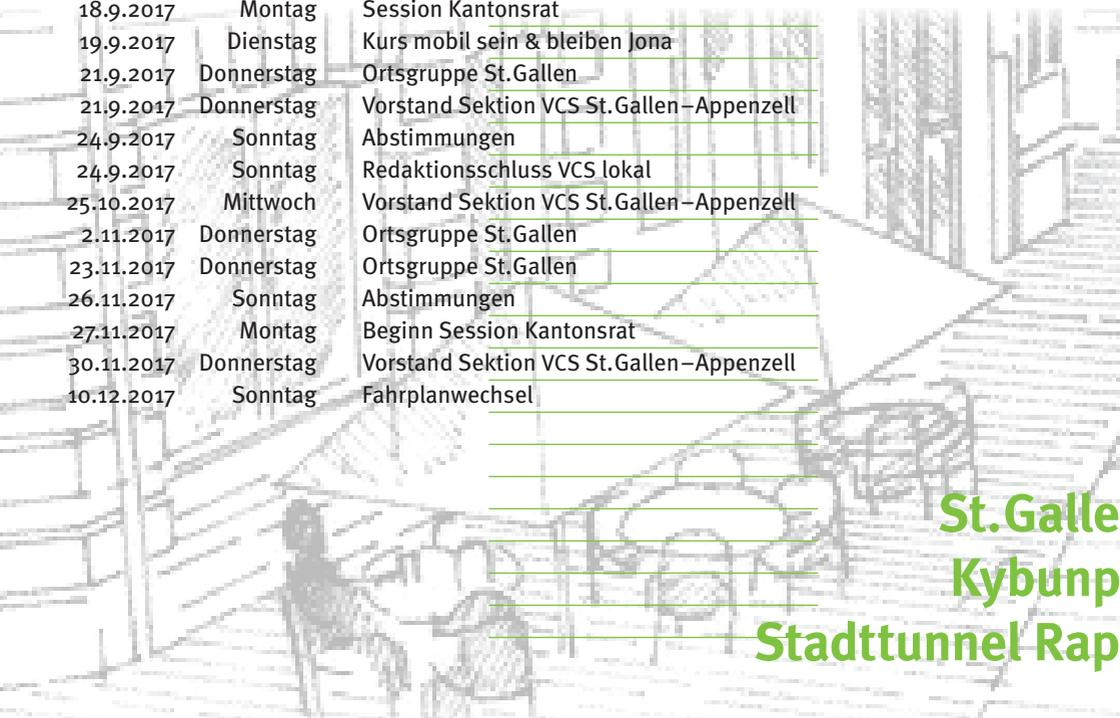 18.9.2017 Montag Session Kantonsrat
19.9.2017 Dienstag Kurs mobil sein & bleiben Jona
21.9.2017 Donnerstag Ortsgruppe St.Gallen
21.9.2017 Donnerstag Vorstand Sektion VCS St.Gallen–Appenzell
24.9.2017 Sonntag Abstimmungen
24.9.2017 Sonntag Redaktionsschluss VCS lokal
25.10.2017 Mittwoch Vorstand Sektion VCS St.Gallen–Appenzell
2.11.2017 Donnerstag Ortsgruppe St.Gallen
23.11.2017 Donnerstag Ortsgruppe St.Gallen
26.11.2017 Sonntag Abstimmungen
27.11.2017 Montag Beginn Session Kantonsrat
30.11.2017 Donnerstag Vorstand Sektion VCS St.Gallen–Appenzell
10.12.2017 Sonntag Fahrplanwechsel
St.Galle
Kybunp
Stadttunnel Rap